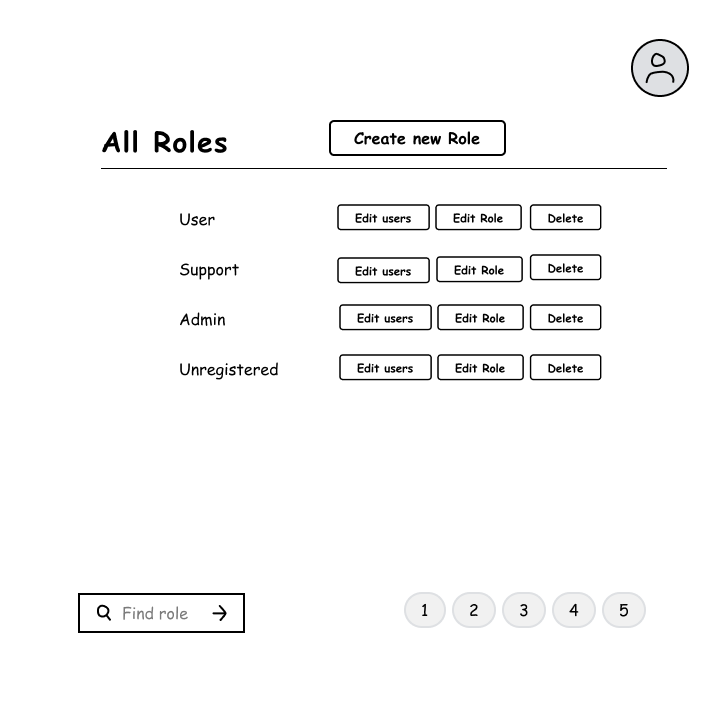 All Roles
Create new Role
User Edit users Edit Role Delete
Support Edit users Edit Role Delete
Admin Edit users Edit Role Delete
Unregistered Edit users Edit Role Delete
Find role
1 2 3 4 5